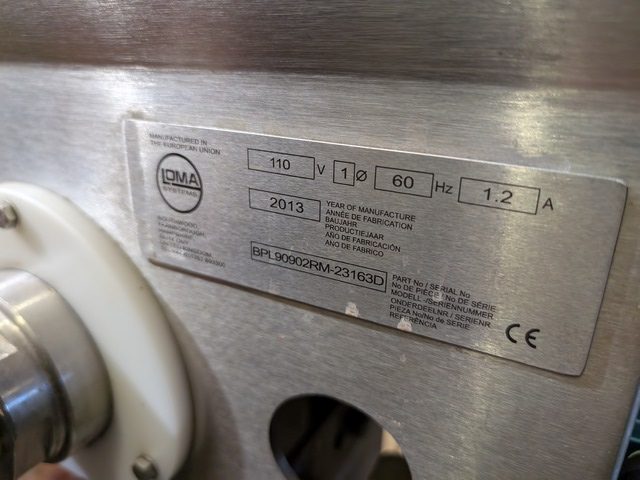 MANUFACTURED IN
THE EUROPEAN UNION
LOMA
SYSTEMS
110 V 1 Ø 60 Hz 1.2 A
2013
YEAR OF MANUFACTURE
ANNÉE DE FABRICATION
BAUJAHR
PRODUCTIEJAAR
AÑO DE FABRICACIÓN
ANO DE FABRICO
SOUTHWOOD
FARNBOROUGH
BPL90902RM-23163D
PART No / SERIAL No
No DE PIÈCE / No DE SÉRIE
MODELL-/SERIENNUMMER
ONDERDEELNR / SERIENR
PIEZA No/No de SERIE
REFERÊNCIA
CE